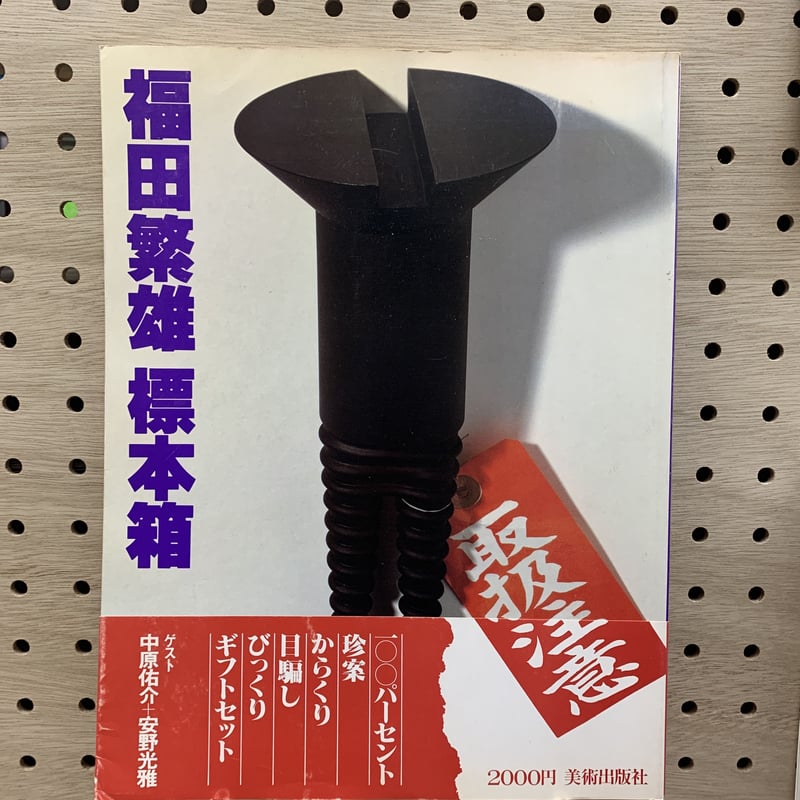 福田繁雄 標本箱
取扱注意
一〇〇パーセント
珍案
からくり
目騙し
びっくり
ギフトセット
ゲスト
中原佑介＋安野光雅
2000円 美術出版社